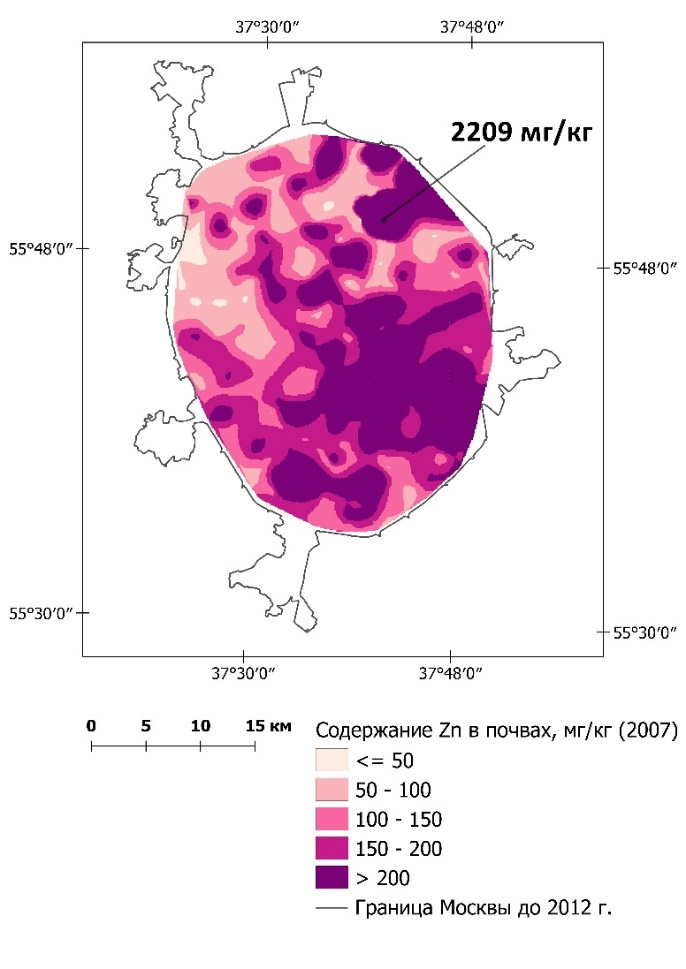 37°30′0″ 37°48′0″
2209 мг/кг
55°48′0″
55°48′0″
55°30′0″
55°30′0″
37°30′0″ 37°48′0″
0 5 10 15 км
Содержание Zn в почвах, мг/кг (2007)
<= 50
50 - 100
100 - 150
150 - 200
> 200
Граница Москвы до 2012 г.